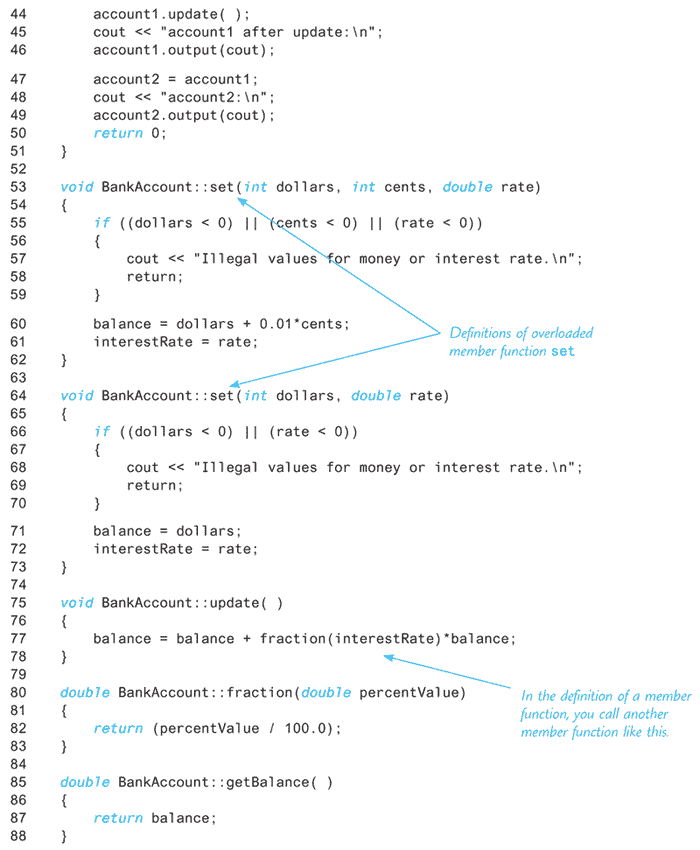 44 account1.update( );
45 cout << "account1 after update:\n";
46 account1.output(cout);
47 account2 = account1;
48 cout << "account2:\n";
49 account2.output(cout);
50 return 0;
51 }
52
53 void BankAccount::set(int dollars, int cents, double rate)
54 {
55 if ((dollars < 0) || (cents < 0) || (rate < 0))
56 {
57 cout << "Illegal values for money or interest rate.\n";
58 return;
59 }
60 balance = dollars + 0.01*cents;
61 interestRate = rate;
62 }
Definitions of overloaded
member function set
63
64 void BankAccount::set(int dollars, double rate)
65 {
66 if ((dollars < 0) || (rate < 0))
67 {
68 cout << "Illegal values for money or interest rate.\n";
69 return;
70 }
71 balance = dollars;
72 interestRate = rate;
73 }
74
75 void BankAccount::update( )
76 {
77 balance = balance + fraction(interestRate)*balance;
78 }
79
80 double BankAccount::fraction(double percentValue)
81 {
82 return (percentValue / 100.0);
83 }
In the definition of a member
function, you call another
member function like this.
84
85 double BankAccount::getBalance( )
86 {
87 return balance;
88 }